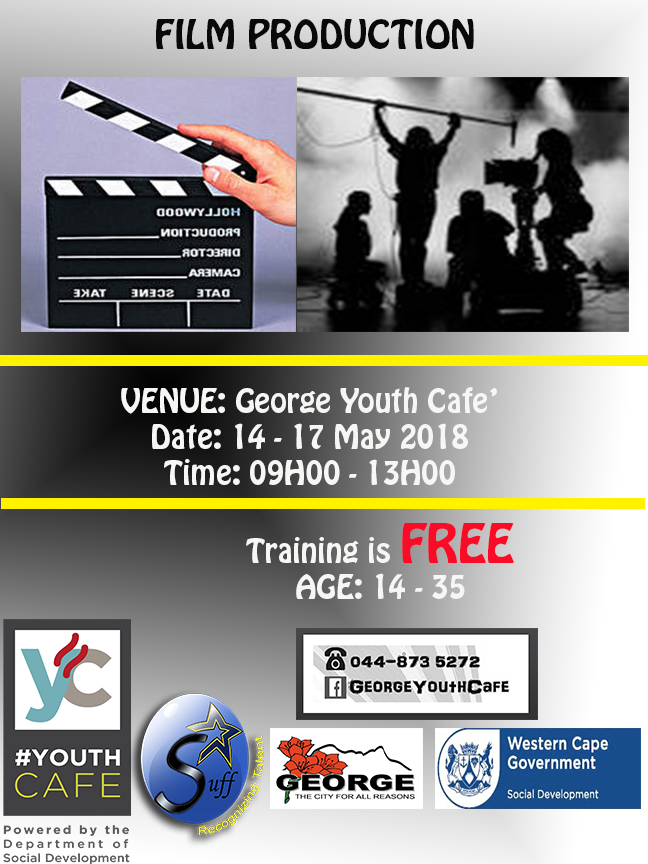 FILM PRODUCTION
HOLLYWOOD
PRODUCTION
DIRECTOR
CAMERA
DATE SCENE TAKE
VENUE: George Youth Cafe'
Date: 14 - 17 May 2018
Time: 09H00 - 13H00
Training is FREE
AGE: 14 - 35
044-873 5272
GEORGEYOUTHCAFE
yc
#YOUTH
CAFE
Powered by the
Department of
Social Development
Suff
Recognizing Talent
GEORGE
THE CITY FOR ALL REASONS
Western Cape
Government
Social Development